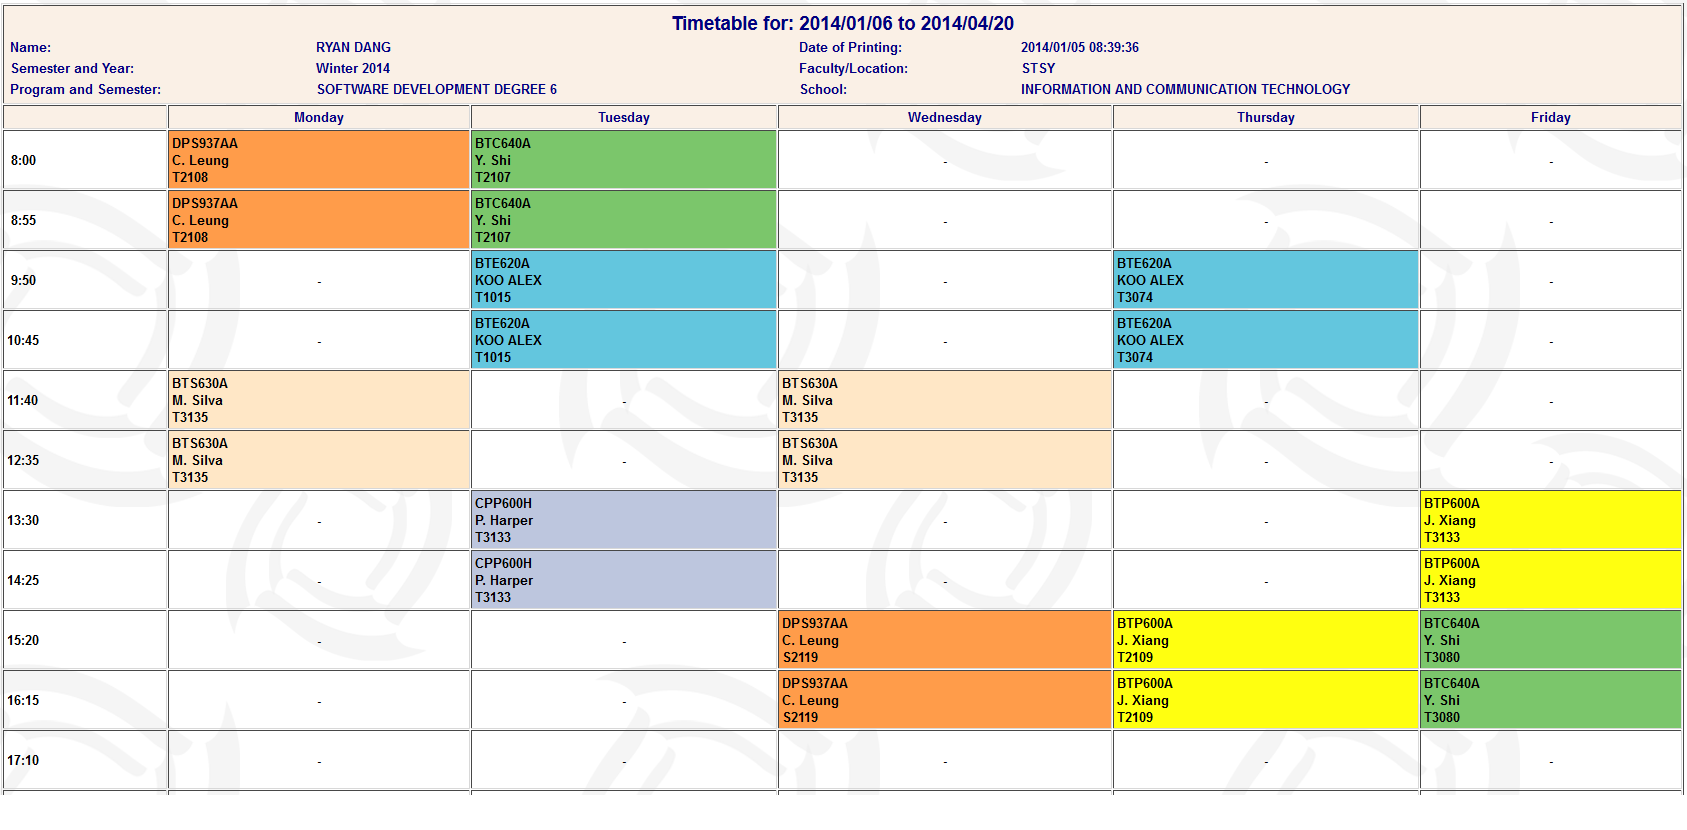 Timetable for: 2014/01/06 to 2014/04/20
Name: RYAN DANG Date of Printing: 2014/01/05 08:39:36
Semester and Year: Winter 2014 Faculty/Location: STSY
Program and Semester: SOFTWARE DEVELOPMENT DEGREE 6 School: INFORMATION AND COMMUNICATION TECHNOLOGY
Monday Tuesday Wednesday Thursday Friday
DPS937AA BTC640A
8:00 C. Leung Y. Shi - - -
T2108 T2107
DPS937AA BTC640A
8:55 C. Leung Y. Shi - - -
T2108 T2107
BTE620A BTE620A
9:50 - KOO ALEX - KOO ALEX -
T1015 T3074
BTE620A BTE620A
10:45 - KOO ALEX - KOO ALEX -
T1015 T3074
BTS630A BTS630A
11:40 M. Silva - M. Silva - -
T3135 T3135
BTS630A BTS630A
12:35 M. Silva - M. Silva - -
T3135 T3135
CPP600H BTP600A
13:30 - P. Harper - - J. Xiang
T3133 T3133
CPP600H BTP600A
14:25 - P. Harper - - J. Xiang
T3133 T3133
DPS937AA BTP600A BTC640A
15:20 - - C. Leung J. Xiang Y. Shi
S2119 T2109 T3080
DPS937AA BTP600A BTC640A
16:15 - - C. Leung J. Xiang Y. Shi
S2119 T2109 T3080
17:10 - - - - -